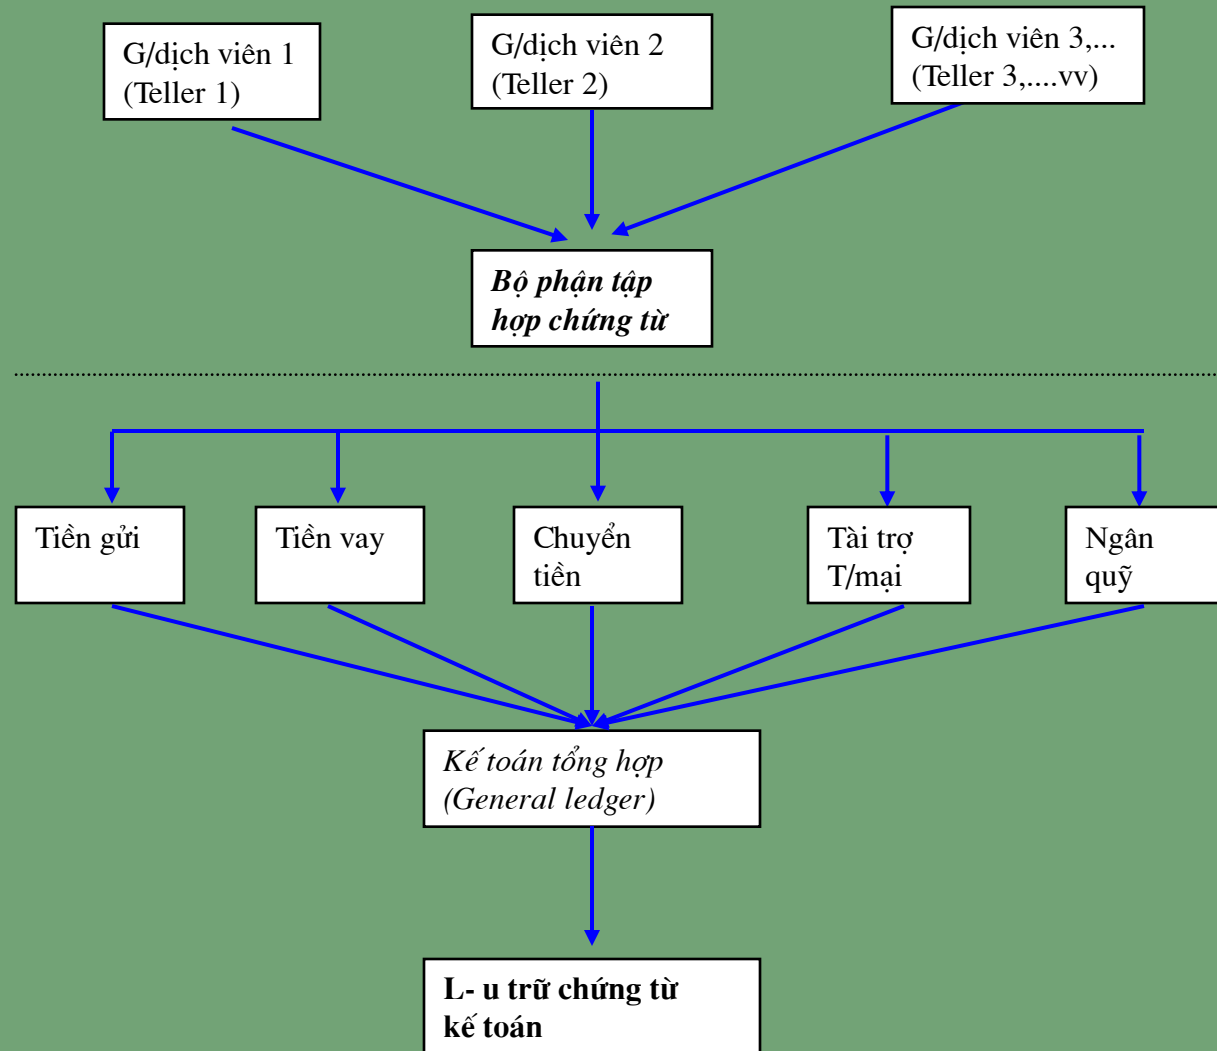 G/dịch viên 1
(Teller 1)
G/dịch viên 2
(Teller 2)
G/dịch viên 3,...
(Teller 3,....vv)
Bộ phận tập
hợp chứng từ
Tiền gửi
Tiền vay
Chuyển
tiền
Tài trợ
T/mại
Ngân
quỹ
Kế toán tổng hợp
(General ledger)
L- u trữ chứng từ
kế toán